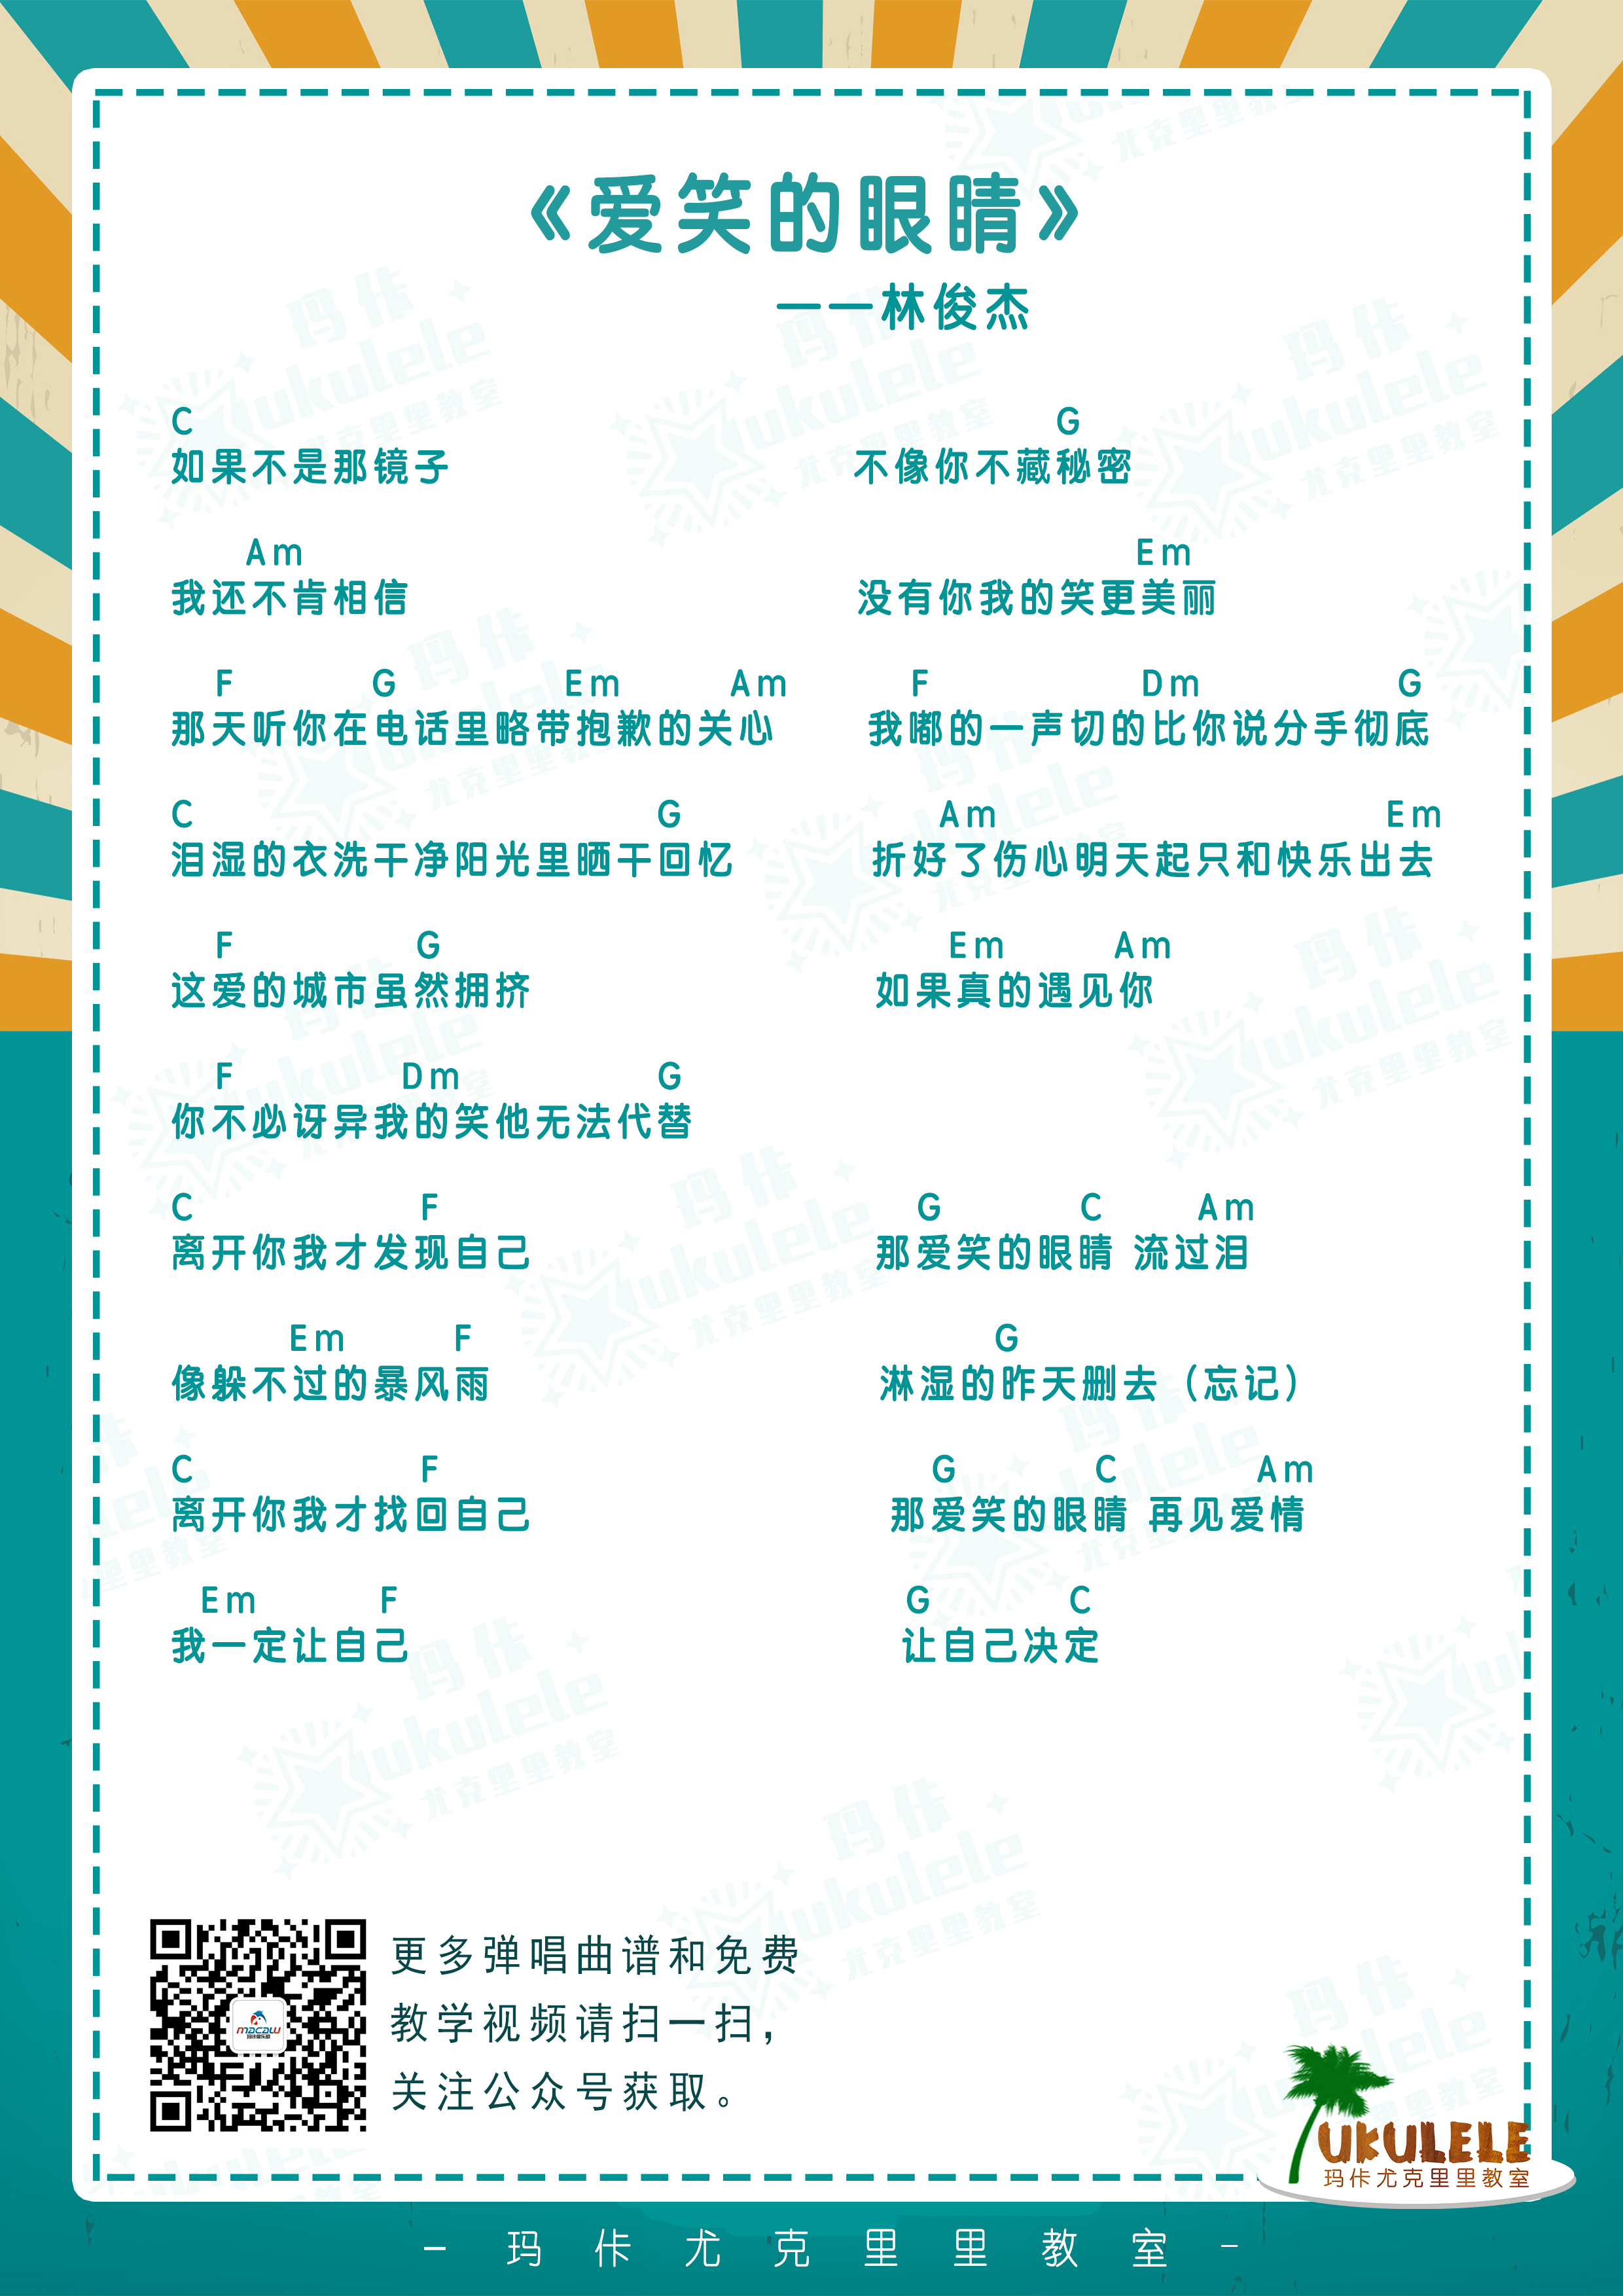 《爱笑的眼睛》
——林俊杰
C G
如果不是那镜子 不像你不藏秘密
Am Em
我还不肯相信 没有你我的笑更美丽
F G Em Am F Dm G
那天听你在电话里略带抱歉的关心 我嘟的一声切的比你说分手彻底
C G Am Em
泪湿的衣洗干净阳光里晒干回忆 折好了伤心明天起只和快乐出去
F G Em Am
这爱的城市虽然拥挤 如果真的遇见你
F Dm G
你不必讶异我的笑他无法代替
C F G C Am
离开你我才发现自己 那爱笑的眼睛 流过泪
Em F G
像躲不过的暴风雨 淋湿的昨天删去（忘记）
C F G C Am
离开你我才找回自己 那爱笑的眼睛 再见爱情
Em F G C
我一定让自己 让自己决定
更多弹唱曲谱和免费
教学视频请扫一扫，
关注公众号获取。
macaw
UKULELE
玛佧尤克里里教室
- 玛佧尤克里里教室 -
玛佧
ukulele
尤克里里教室